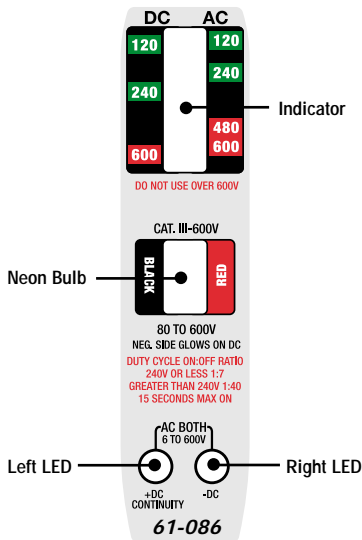 DC AC
120 120
240
240
480
600 600
Indicator
DO NOT USE OVER 600V
CAT. III-600V
Neon Bulb
BLACK
RED
80 TO 600V
NEG. SIDE GLOWS ON DC
DUTY CYCLE ON:OFF RATIO
240V OR LESS 1:7
GREATER THAN 240V 1:40
15 SECONDS MAX ON
AC BOTH
6 TO 600V
Left LED
Right LED
+DC -DC
CONTINUITY
61-086